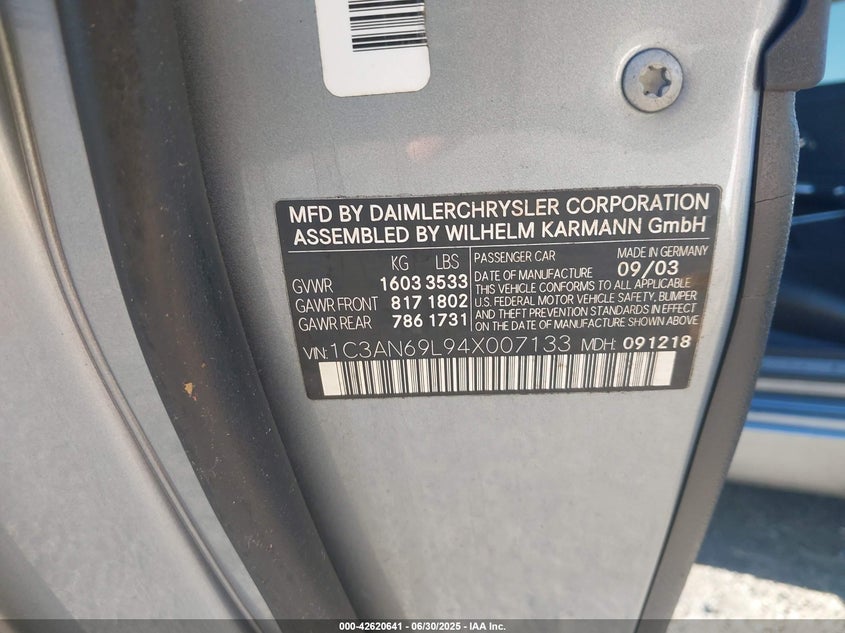 MFD BY DAIMLERCHRYSLER CORPORATION
ASSEMBLED BY WILHELM KARMANN GmbH
KG LBS
GVWR 1603 3533
GAWR FRONT 817 1802
GAWR REAR 786 1731
PASSENGER CAR MADE IN GERMANY
DATE OF MANUFACTURE 09/03
THIS VEHICLE CONFORMS TO ALL APPLICABLE
U.S. FEDERAL MOTOR VEHICLE SAFETY, BUMPER
AND THEFT PREVENTION STANDARDS IN EFFECT
ON THE DATE OF MANUFACTURE SHOWN ABOVE.
VIN: 1C3AN69L94X007133 MDH: 091218
000-42620641 - 06/30/2025 - IAA Inc.